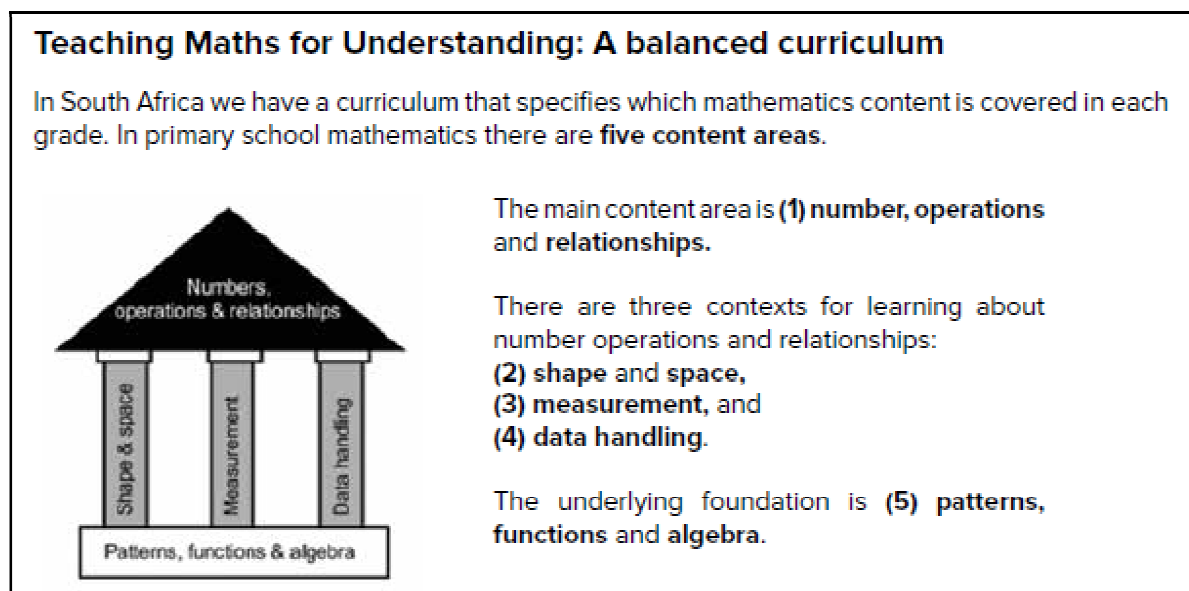 Teaching Maths for Understanding: A balanced curriculum
In South Africa we have a curriculum that specifies which mathematics content is covered in each
grade. In primary school mathematics there are five content areas.
Numbers,
operations & relationships
Shape & space
Measurement
Data handling
Patterns, functions & algebra
The main content area is (1) number, operations
and relationships.
There are three contexts for learning about
number operations and relationships:
(2) shape and space,
(3) measurement, and
(4) data handling.
The underlying foundation is (5) patterns,
functions and algebra.